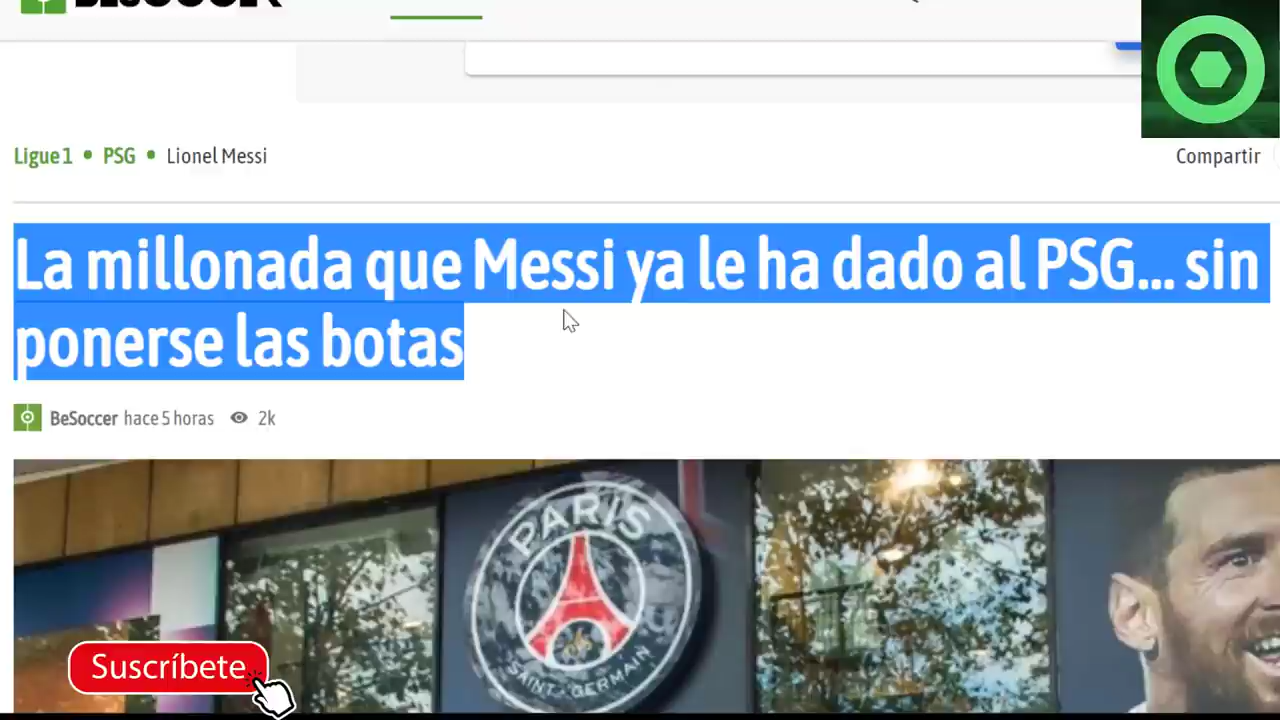 Ligue 1 • PSG • Lionel Messi
Compartir
La millonada que Messi ya le ha dado al PSG... sin
ponerse las botas
BeSoccer hace 5 horas 2k
PARIS
SAINT-GERMAIN
Suscríbete